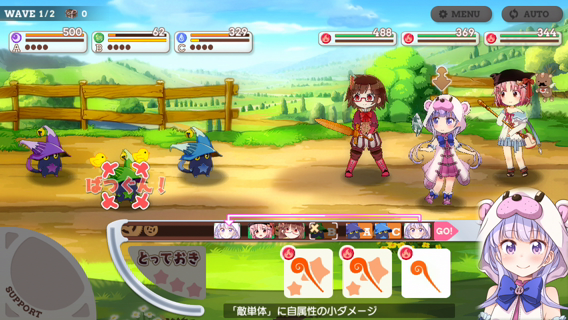 WAVE 1/2
0
MENU
AUTO
500
A
62
B
329
C
488
369
344
ばつぐん!
A
C
GO!
とっておき
SUPPORT
「敵単体」に自属性の小ダメージ